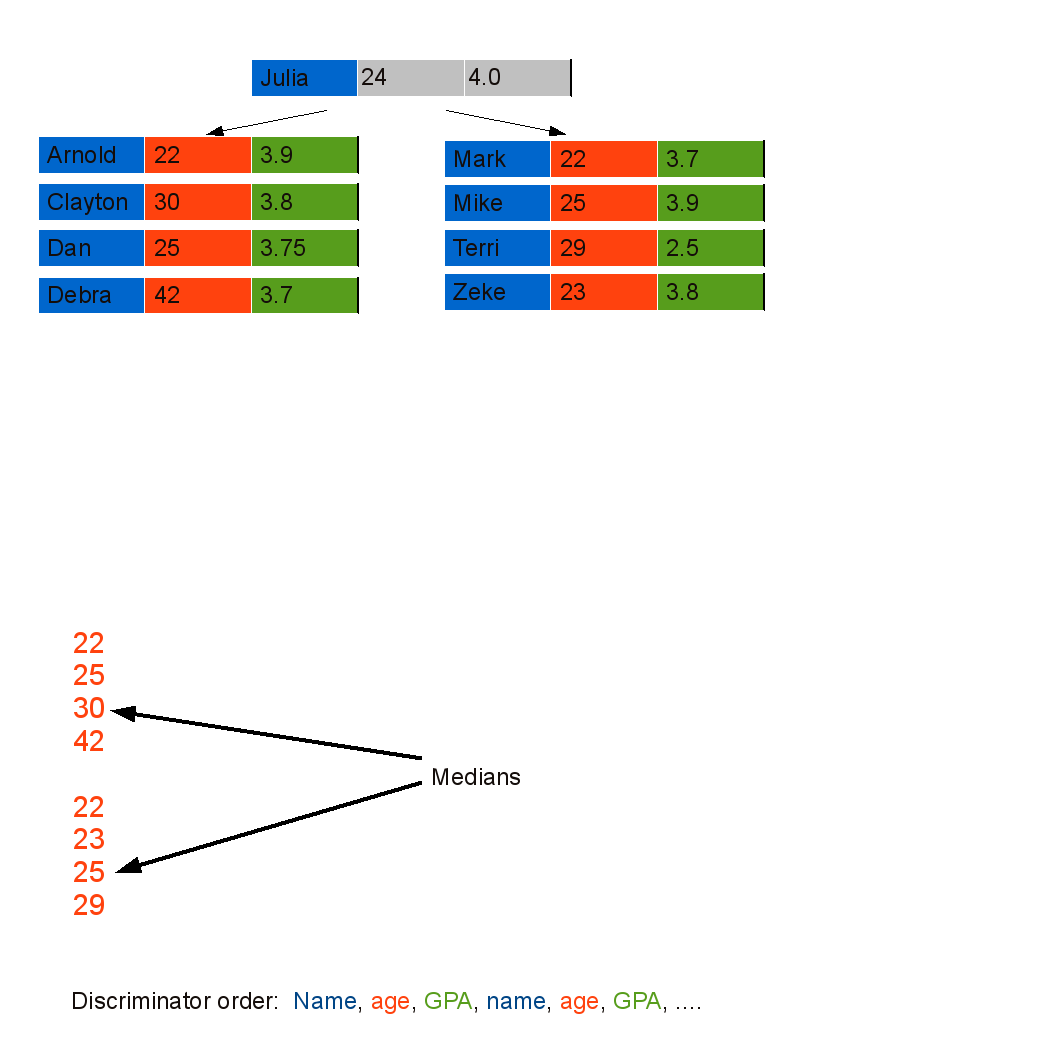 Julia 24 4.0
Arnold 22 3.9
Clayton 30 3.8
Dan 25 3.75
Debra 42 3.7
Mark 22 3.7
Mike 25 3.9
Terri 29 2.5
Zeke 23 3.8
22
25
30
42
Medians
22
23
25
29
Discriminator order: Name, age, GPA, name, age, GPA, ....